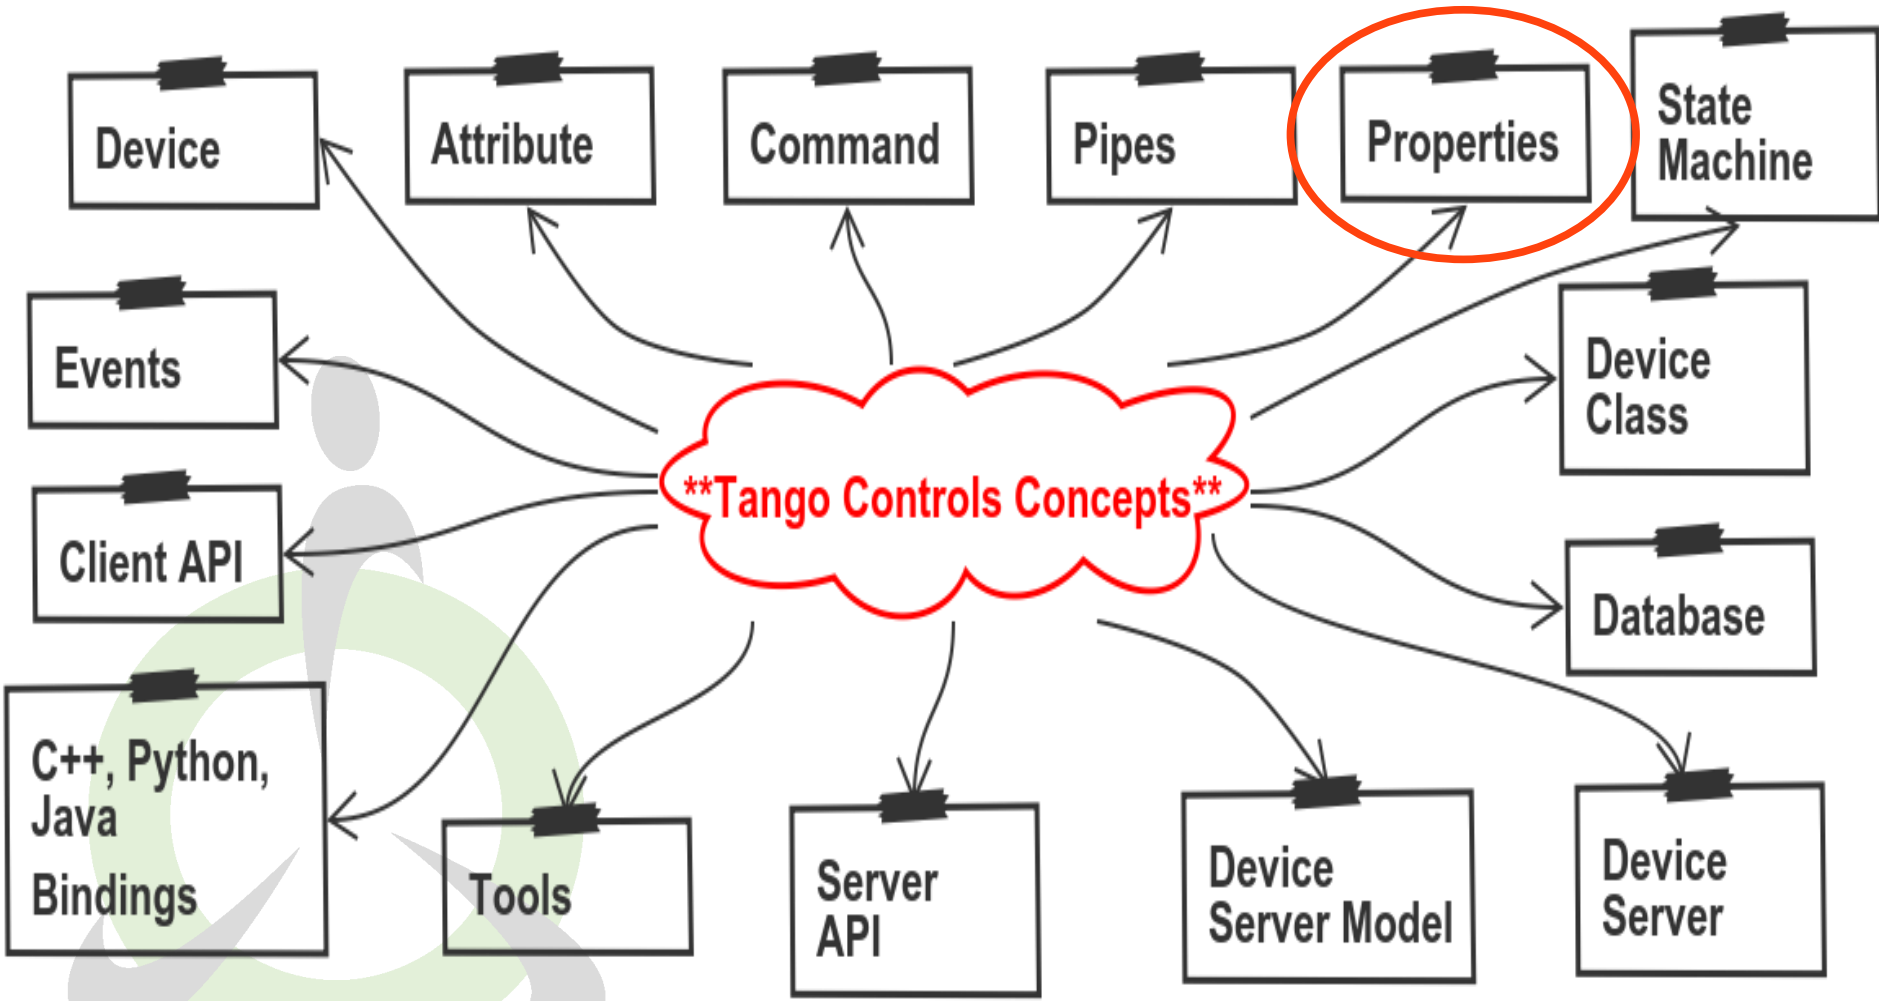 Device
Attribute
Command
Pipes
Properties
State
Machine
Events
Device
Class
**Tango Controls Concepts**
Client API
Database
C++, Python,
Java
Bindings
Tools
Server
API
Device
Server Model
Device
Server